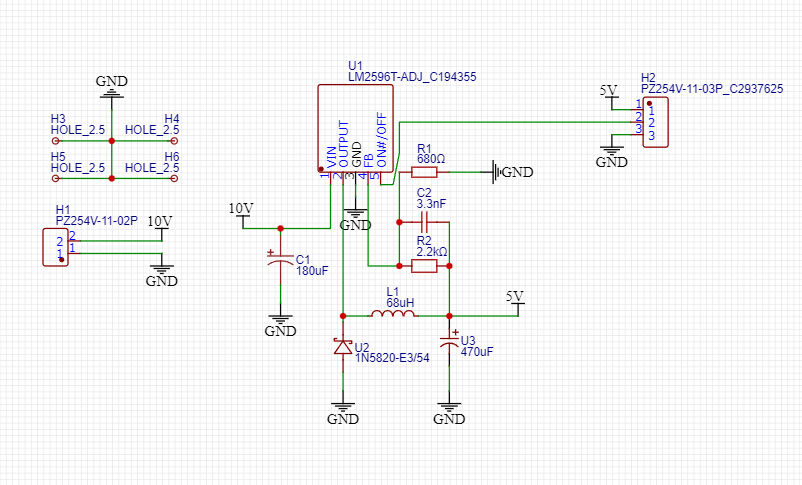 U1
LM2596T-ADJ_C194355
VIN
OUTPUT
GND
FB
ON#/OFF
1
2
3
4
5
GND
H3
HOLE_2.5
H4
HOLE_2.5
H5
HOLE_2.5
H6
HOLE_2.5
H2
PZ254V-11-03P_C2937625
5V
1
2
3
1
2
3
GND
R1
680Ω
GND
C2
3.3nF
R2
2.2kΩ
H1
PZ254V-11-02P
2
1
2
1
10V
GND
10V
GND
C1
180uF
GND
L1
68uH
5V
U2
1N5820-E3/54
U3
470uF
GND
GND